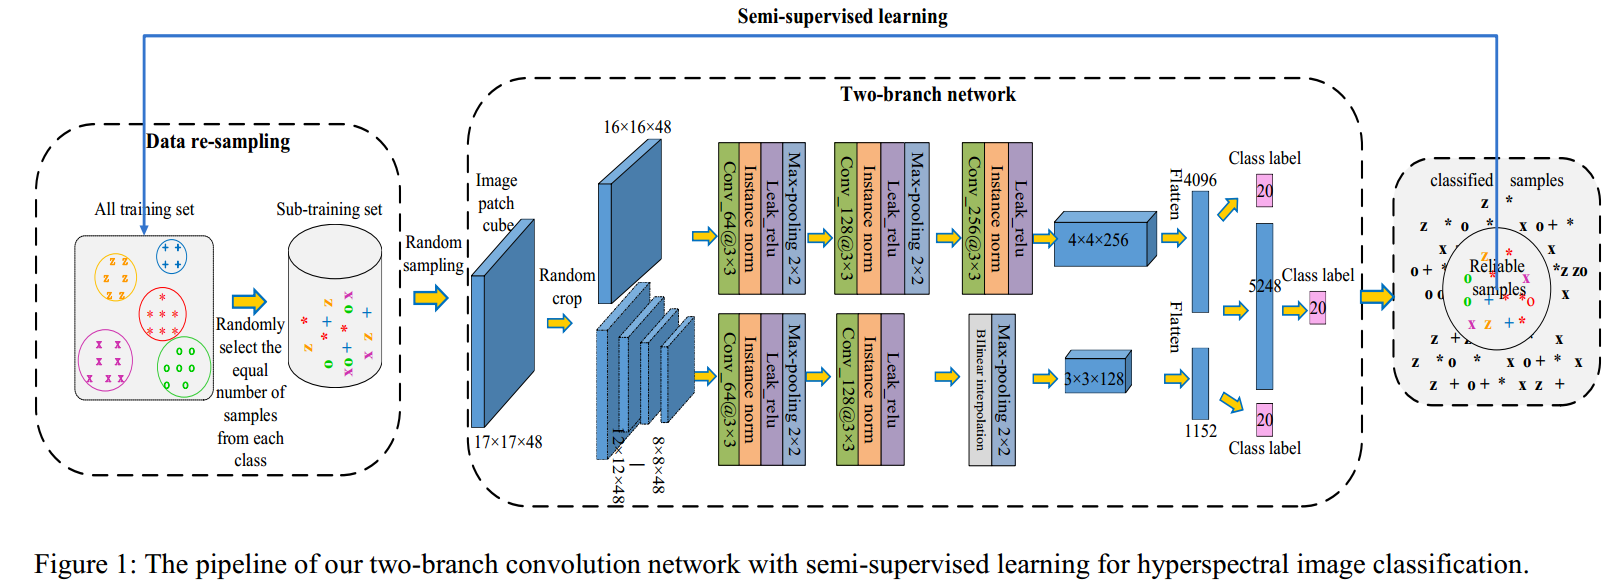 Semi-supervised learning
Data re-sampling
All training set
Sub-training set
z z
z z
z z
+ +
+ +
*
* * *
* * *
x x
x x
x x x
o o
o o o
o o
Randomly
select the
equal
number of
samples
from each
class
Random
sampling
Two-branch network
Image
patch
cube
17×17×48
Random
crop
16×16×48
12×12×48
8×8×48
Conv_64@3×3
Instance norm
Leak_relu
Max-pooling 2×2
Conv_128@3×3
Instance norm
Leak_relu
Max-pooling 2×2
Conv_256@3×3
Instance norm
Leak_relu
4×4×256
Flatten
4096
Class label
20
Conv_64@3×3
Instance norm
Leak_relu
Max-pooling 2×2
Conv_128@3×3
Instance norm
Leak_relu
BIlinear interpolation
Max-pooling 2×2
3×3×128
Flatten
1152
5248
Class label
20
20
Class label
classified samples
Reliable
samples
Figure 1: The pipeline of our two-branch convolution network with semi-supervised learning for hyperspectral image classification.